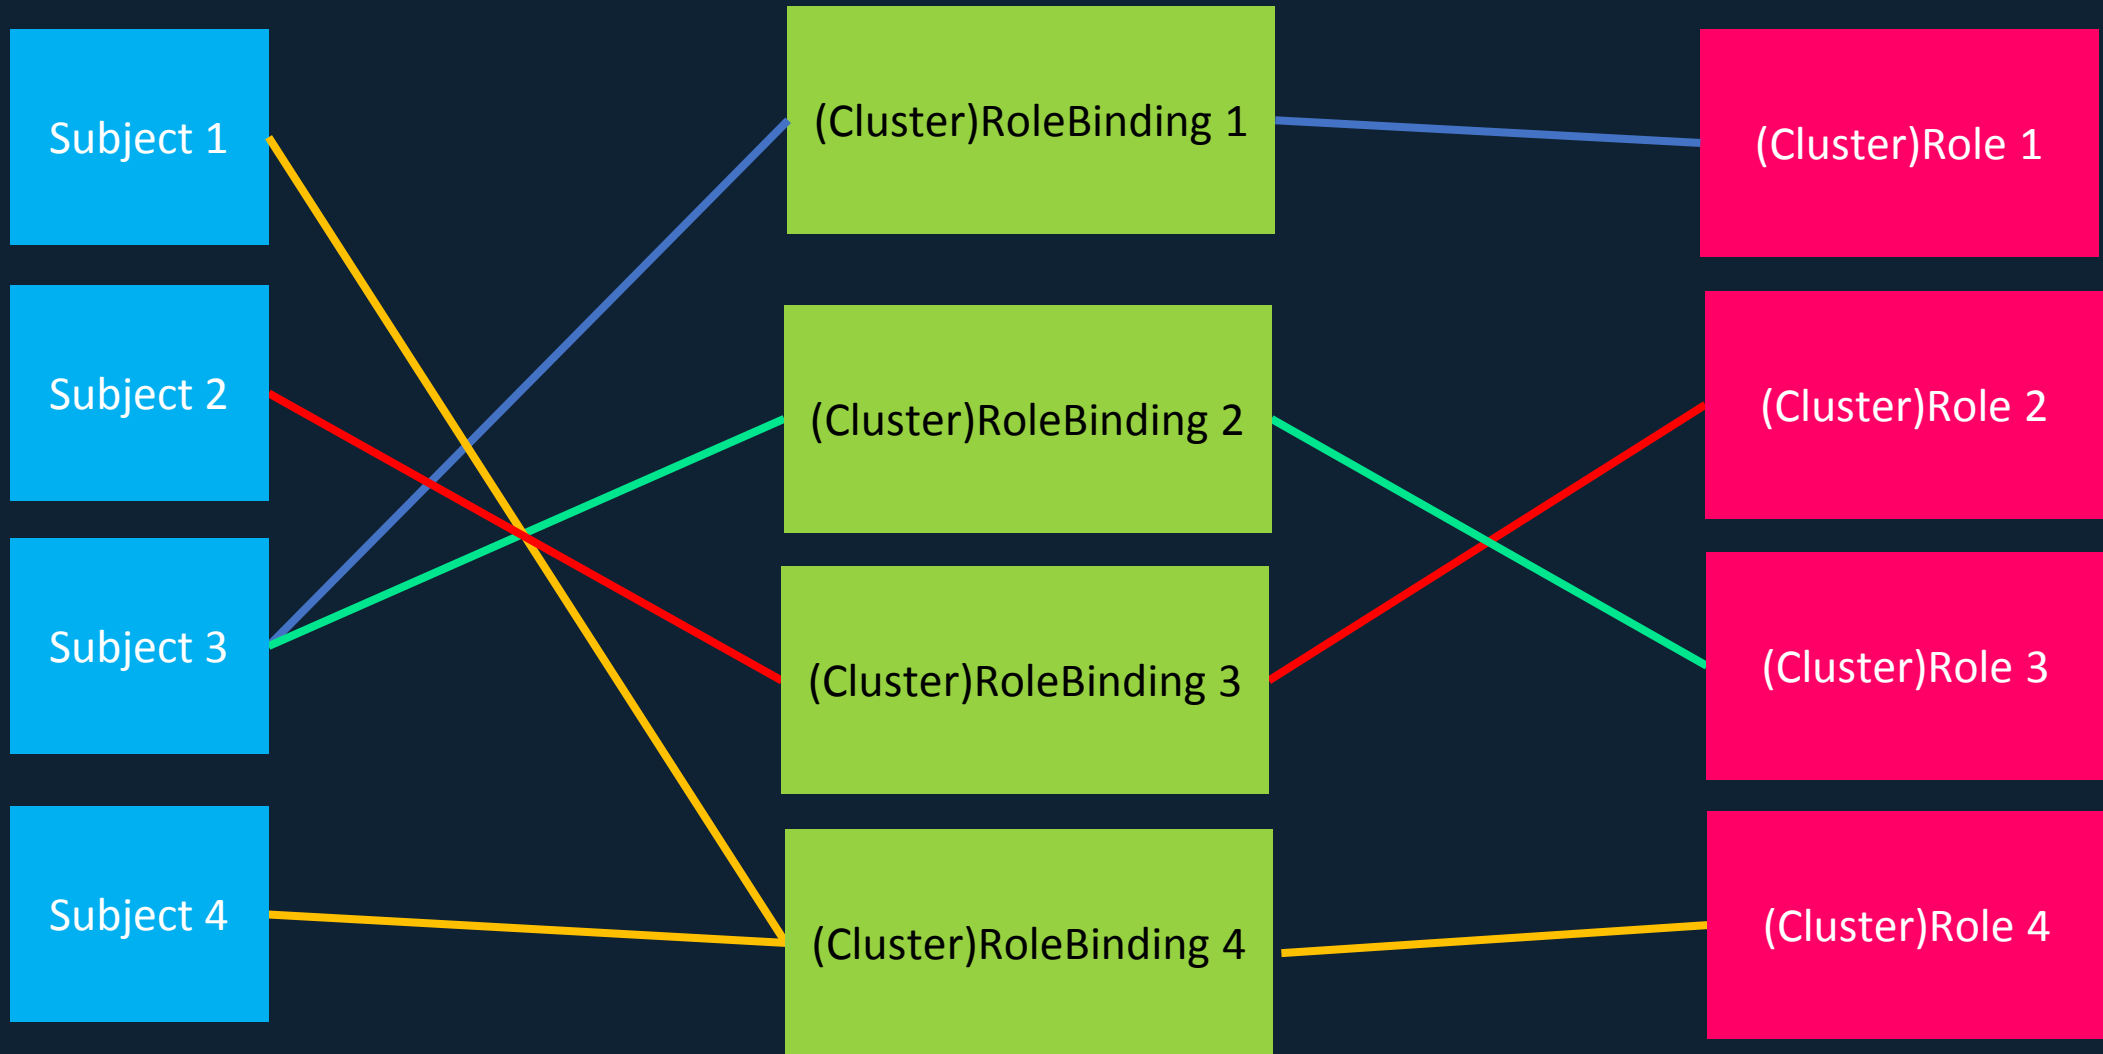 Subject 1
(Cluster)RoleBinding 1
(Cluster)Role 1
Subject 2
(Cluster)RoleBinding 2
(Cluster)Role 2
Subject 3
(Cluster)RoleBinding 3
(Cluster)Role 3
Subject 4
(Cluster)RoleBinding 4
(Cluster)Role 4